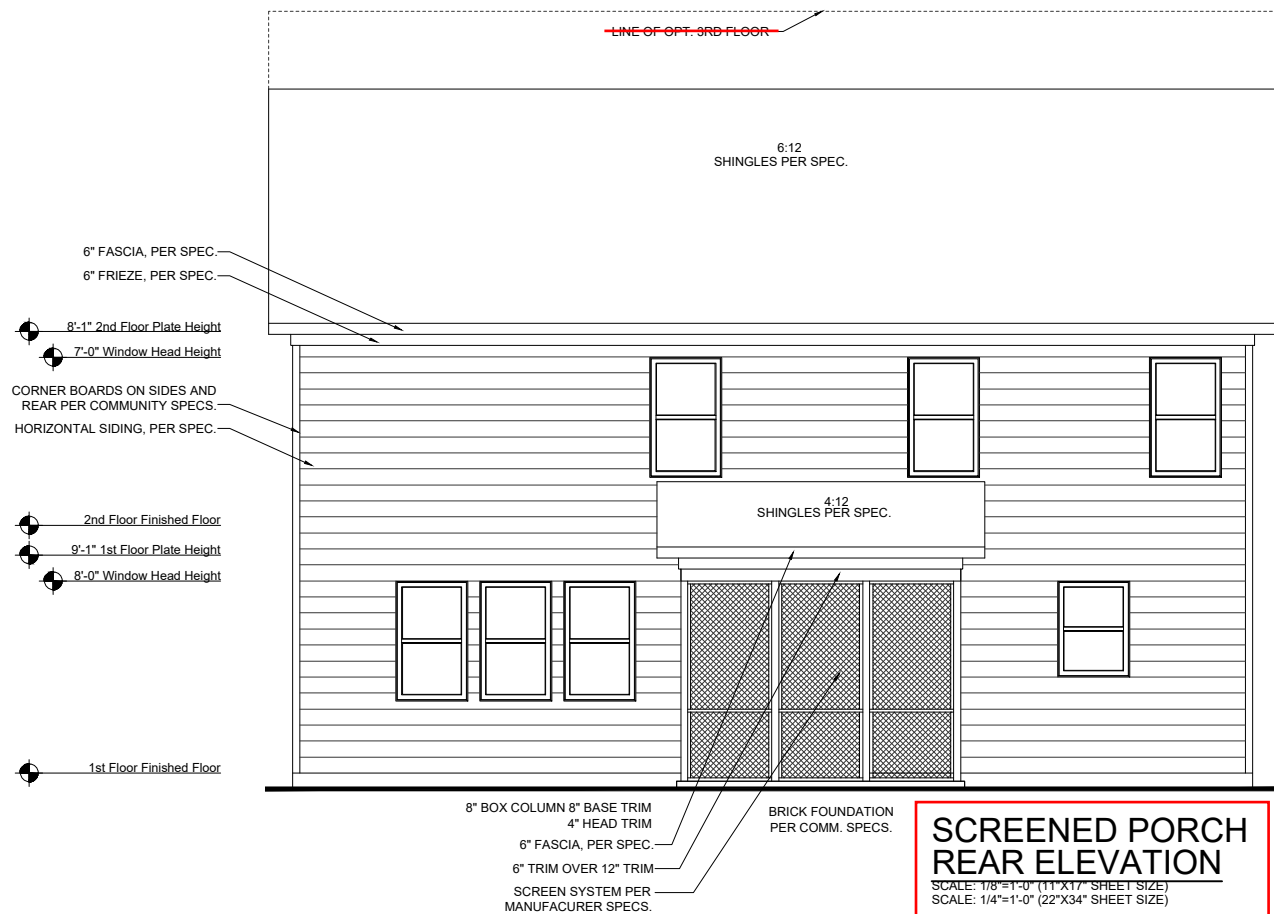 LINE OF OPT. 3RD FLOOR
6:12
SHINGLES PER SPEC.
6" FASCIA, PER SPEC.
6" FRIEZE, PER SPEC.
8'-1" 2nd Floor Plate Height
7'-0" Window Head Height
CORNER BOARDS ON SIDES AND
REAR PER COMMUNITY SPECS.
HORIZONTAL SIDING, PER SPEC.
4:12
SHINGLES PER SPEC.
2nd Floor Finished Floor
9'-1" 1st Floor Plate Height
8'-0" Window Head Height
1st Floor Finished Floor
8" BOX COLUMN 8" BASE TRIM
4" HEAD TRIM
6" FASCIA, PER SPEC.
6" TRIM OVER 12" TRIM
SCREEN SYSTEM PER
MANUFACURER SPECS.
BRICK FOUNDATION
PER COMM. SPECS.
SCREENED PORCH
REAR ELEVATION
SCALE: 1/8"=1'-0" (11"X17" SHEET SIZE)
SCALE: 1/4"=1'-0" (22"X34" SHEET SIZE)